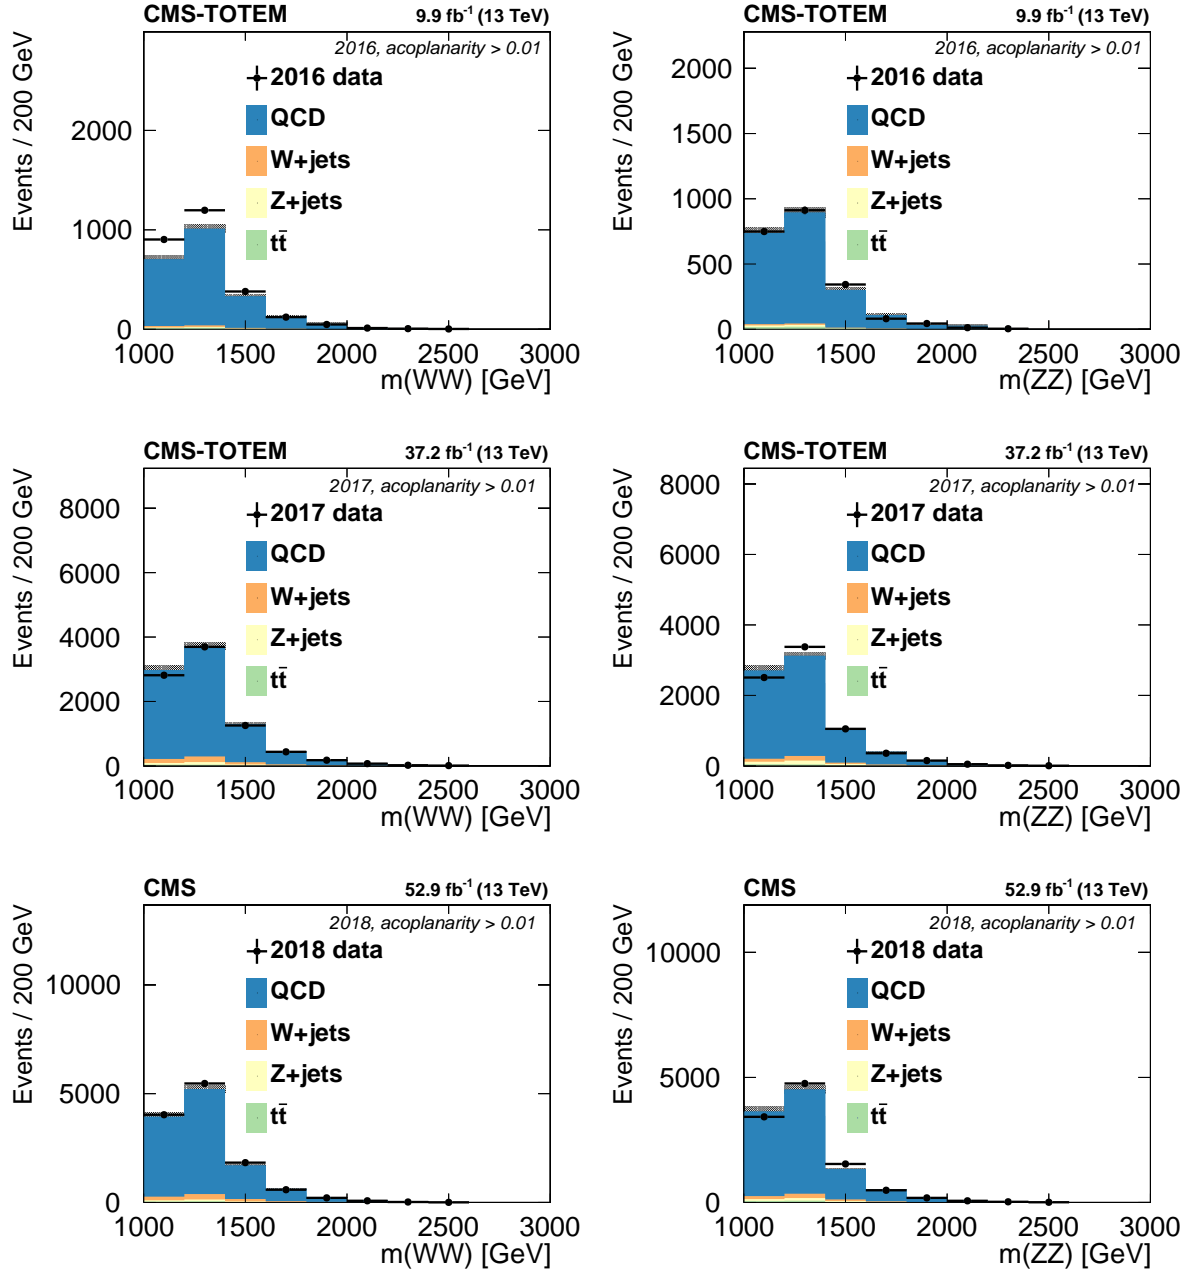 CMS-TOTEM 9.9 fb⁻¹ (13 TeV)
2016, acoplanarity > 0.01
Events / 200 GeV
2016 data
QCD
W+jets
Z+jets
tt̄
2000
1000
0
1000 1500 2000 2500 3000
m(WW) [GeV]
CMS-TOTEM 9.9 fb⁻¹ (13 TeV)
2016, acoplanarity > 0.01
Events / 200 GeV
2016 data
QCD
W+jets
Z+jets
tt̄
2000
1500
1000
500
0
1000 1500 2000 2500 3000
m(ZZ) [GeV]
CMS-TOTEM 37.2 fb⁻¹ (13 TeV)
2017, acoplanarity > 0.01
Events / 200 GeV
2017 data
QCD
W+jets
Z+jets
tt̄
8000
6000
4000
2000
0
1000 1500 2000 2500 3000
m(WW) [GeV]
CMS-TOTEM 37.2 fb⁻¹ (13 TeV)
2017, acoplanarity > 0.01
Events / 200 GeV
2017 data
QCD
W+jets
Z+jets
tt̄
8000
6000
4000
2000
0
1000 1500 2000 2500 3000
m(ZZ) [GeV]
CMS 52.9 fb⁻¹ (13 TeV)
2018, acoplanarity > 0.01
Events / 200 GeV
2018 data
QCD
W+jets
Z+jets
tt̄
10000
5000
0
1000 1500 2000 2500 3000
m(WW) [GeV]
CMS 52.9 fb⁻¹ (13 TeV)
2018, acoplanarity > 0.01
Events / 200 GeV
2018 data
QCD
W+jets
Z+jets
tt̄
10000
5000
0
1000 1500 2000 2500 3000
m(ZZ) [GeV]